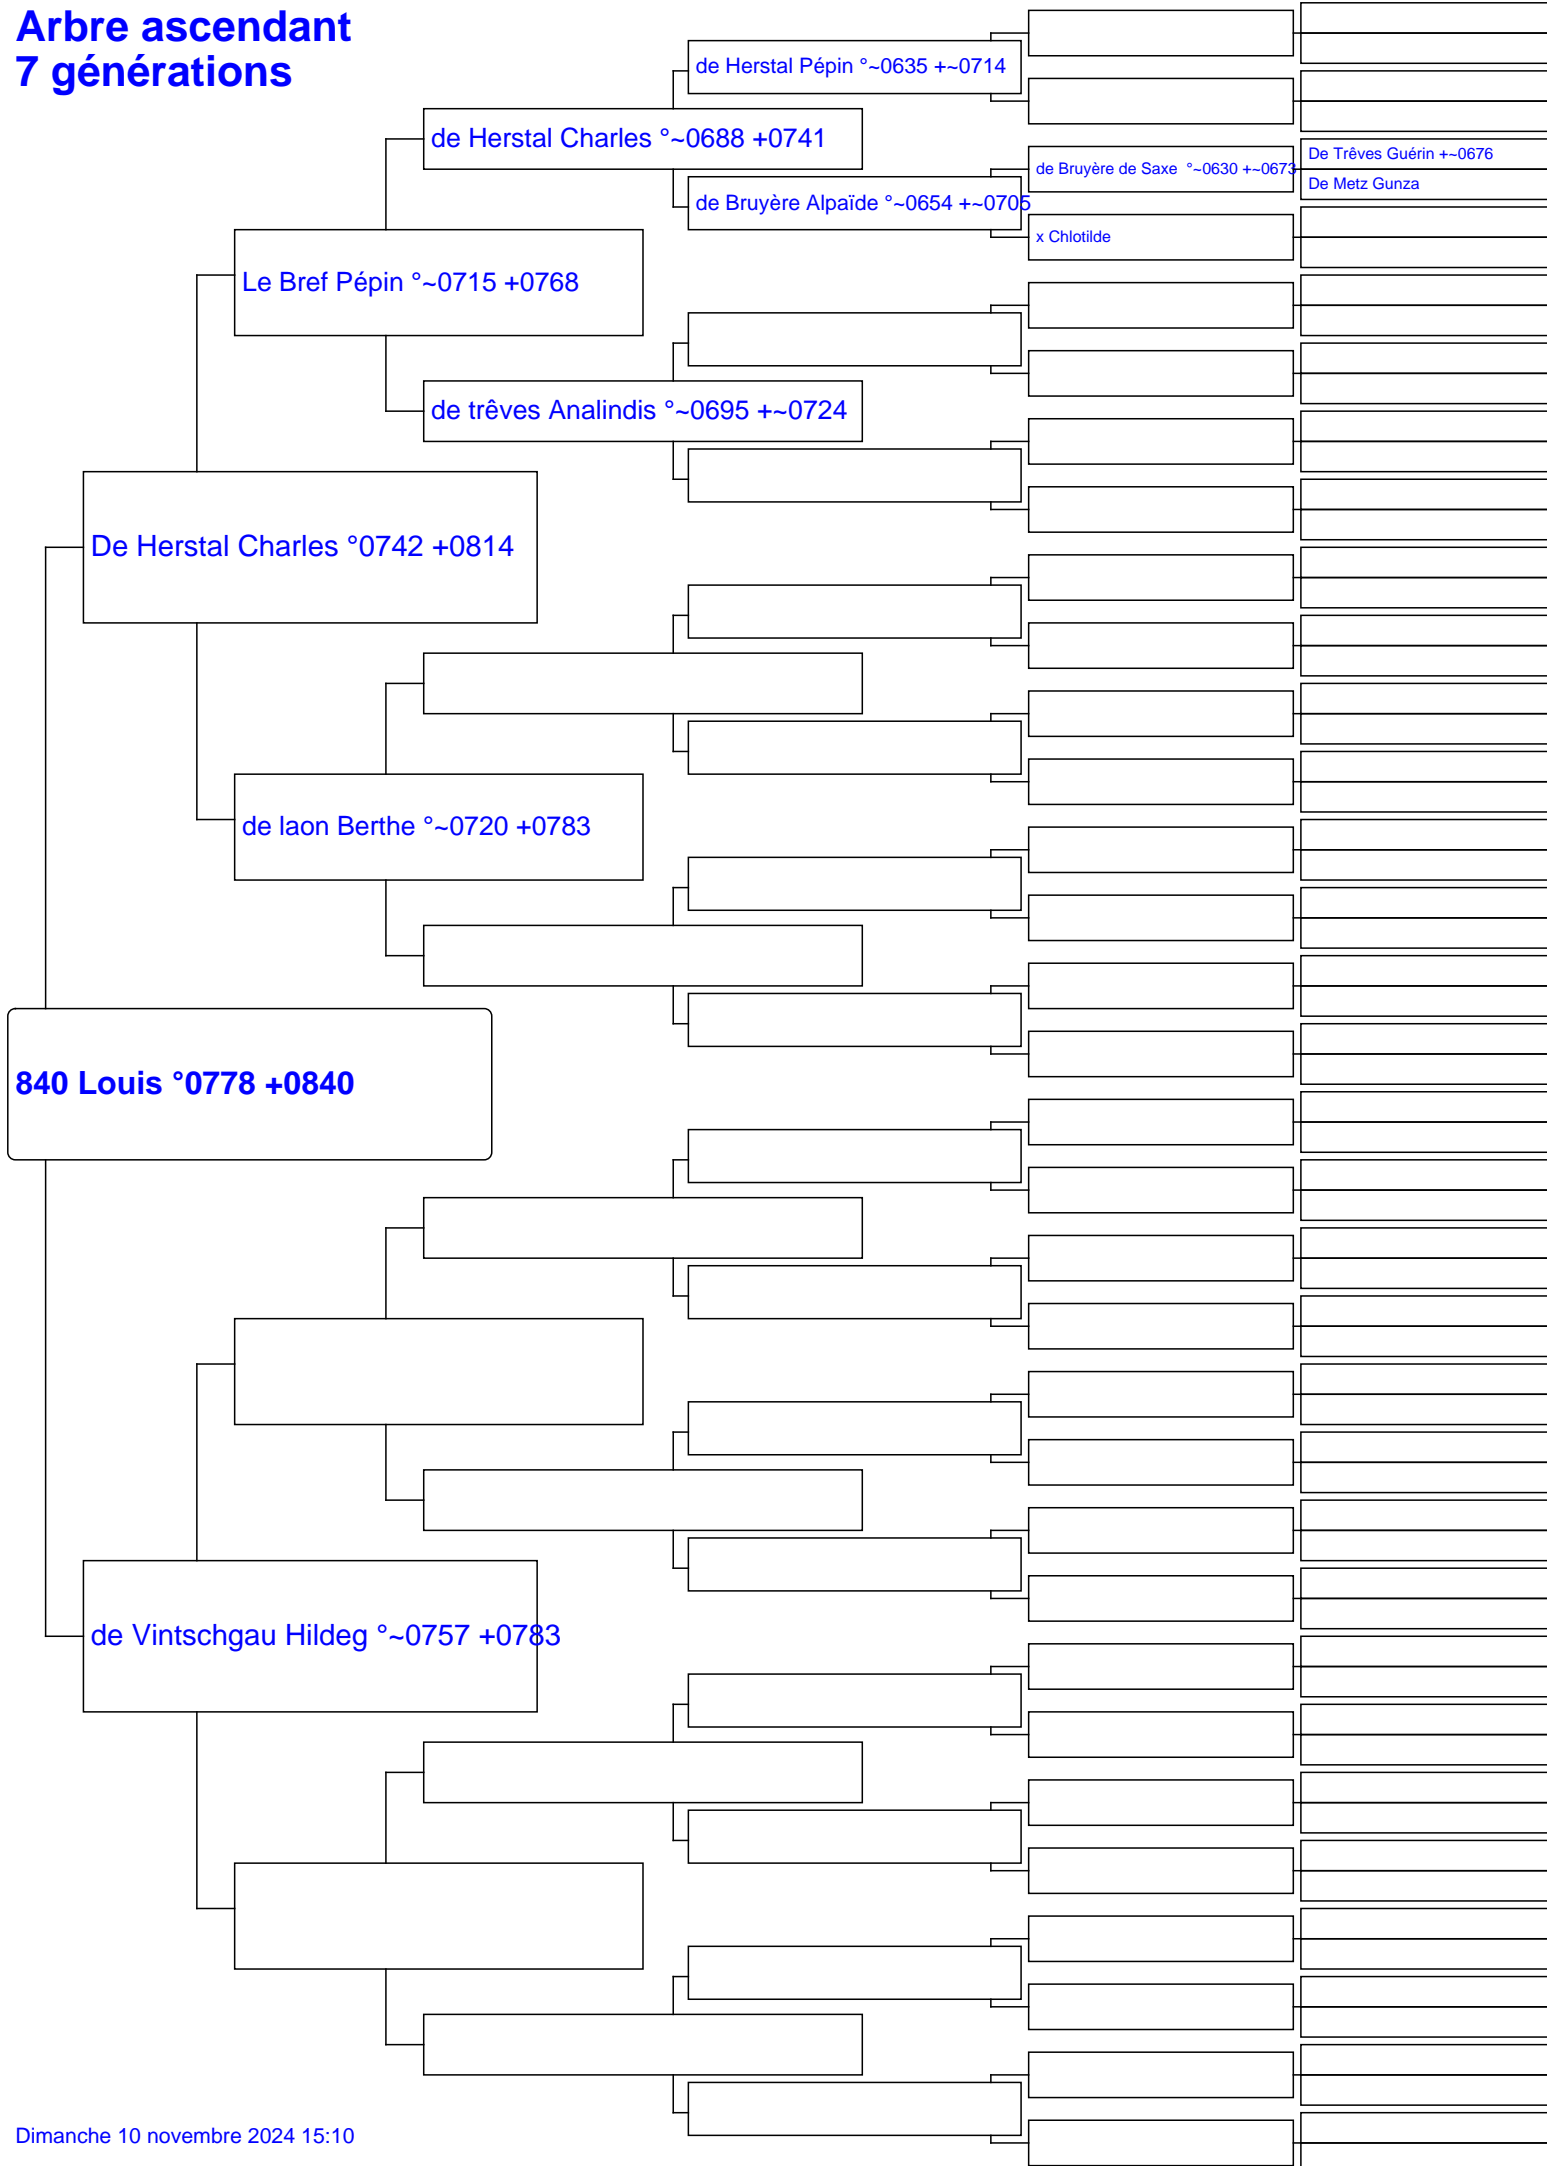 Arbre ascendant
7 générations
de Herstal Pépin °~0635 +~0714
de Herstal Charles °~0688 +0741
De Trêves Guérin +~0676
de Bruyère de Saxe °~0630 +~0673
De Metz Gunza
de Bruyère Alpaïde °~0654 +~0705
x Chlotilde
Le Bref Pépin °~0715 +0768
de trêves Analindis °~0695 +~0724
De Herstal Charles °0742 +0814
de laon Berthe °~0720 +0783
840 Louis °0778 +0840
de Vintschgau Hildeg °~0757 +0783
Dimanche 10 novembre 2024 15:10